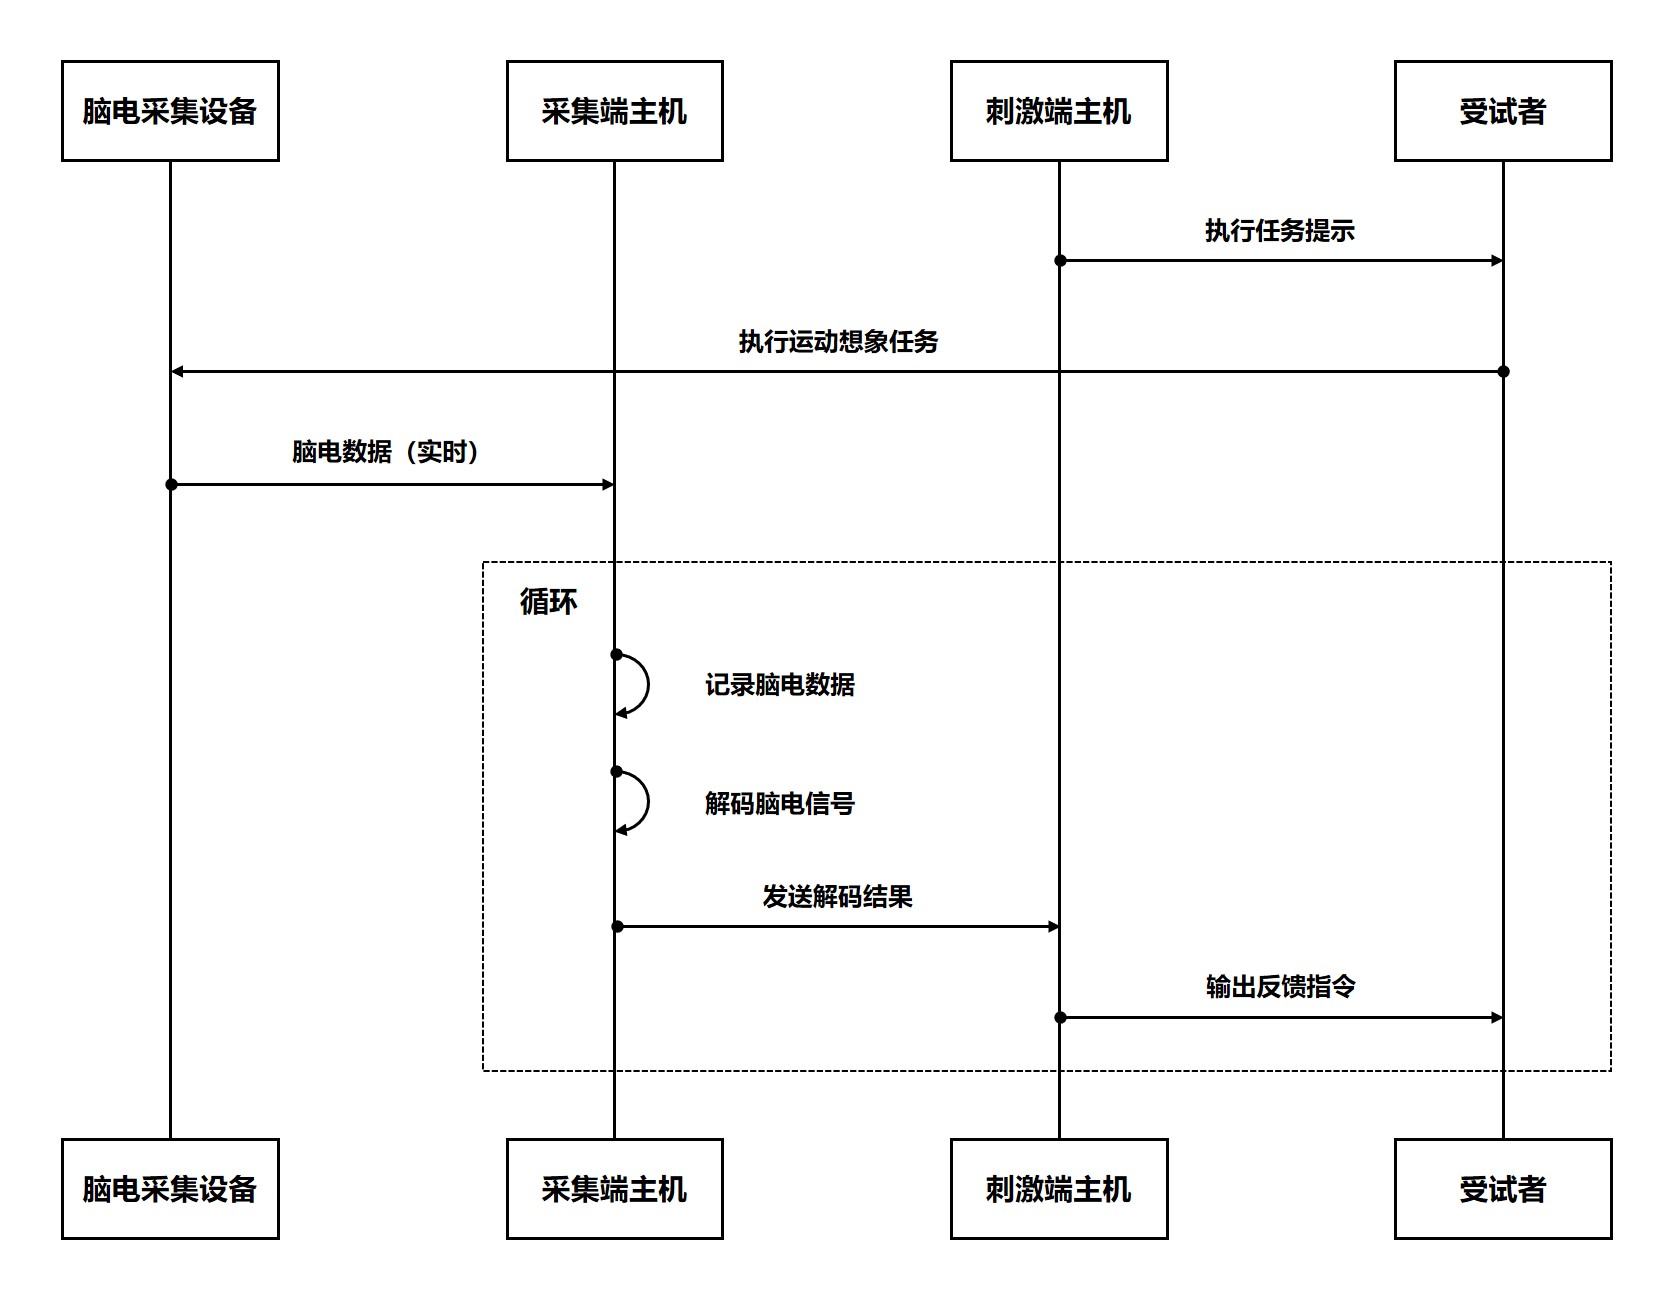 脑电采集设备
采集端主机
刺激端主机
受试者
执行任务提示
执行运动想象任务
脑电数据（实时）
循环
记录脑电数据
解码脑电信号
发送解码结果
输出反馈指令
脑电采集设备
采集端主机
刺激端主机
受试者